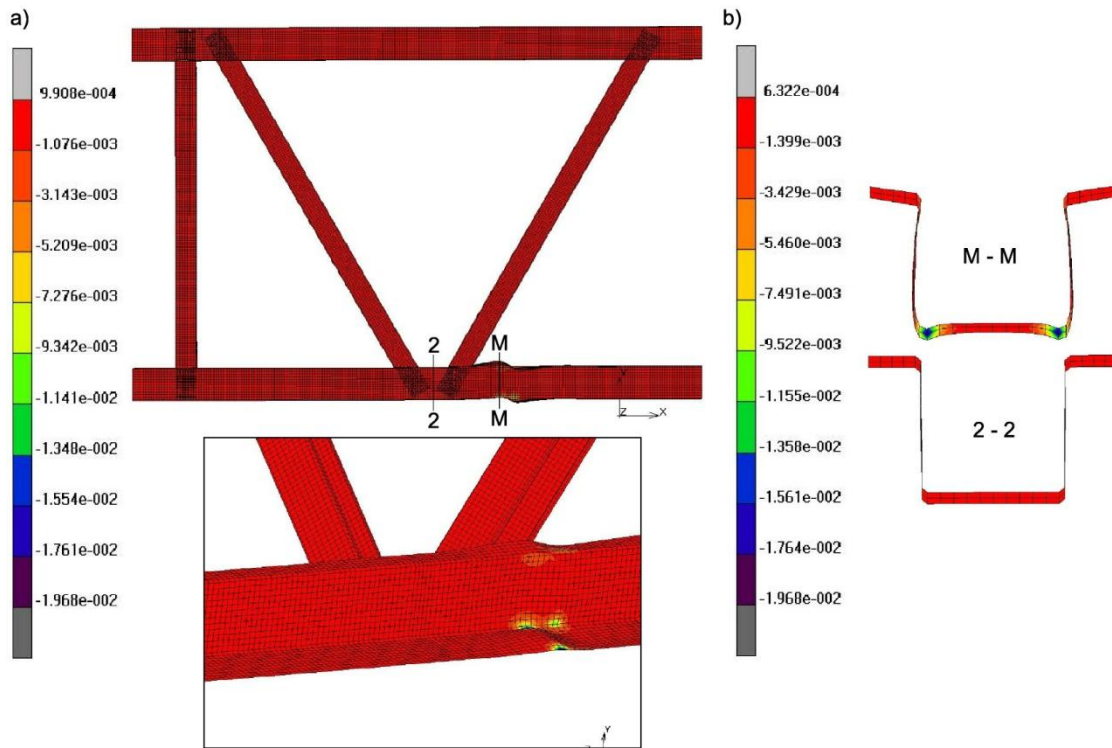 a)
9.908e-004
-1.076e-003
-3.143e-003
-5.209e-003
-7.276e-003
-9.342e-003
-1.141e-002
-1.348e-002
-1.554e-002
-1.761e-002
-1.968e-002
2
M
2
M
Y
Z
X
Y
b)
6.322e-004
-1.399e-003
-3.429e-003
-5.460e-003
-7.491e-003
-9.522e-003
-1.155e-002
-1.358e-002
-1.561e-002
-1.764e-002
-1.968e-002
M - M
2 - 2